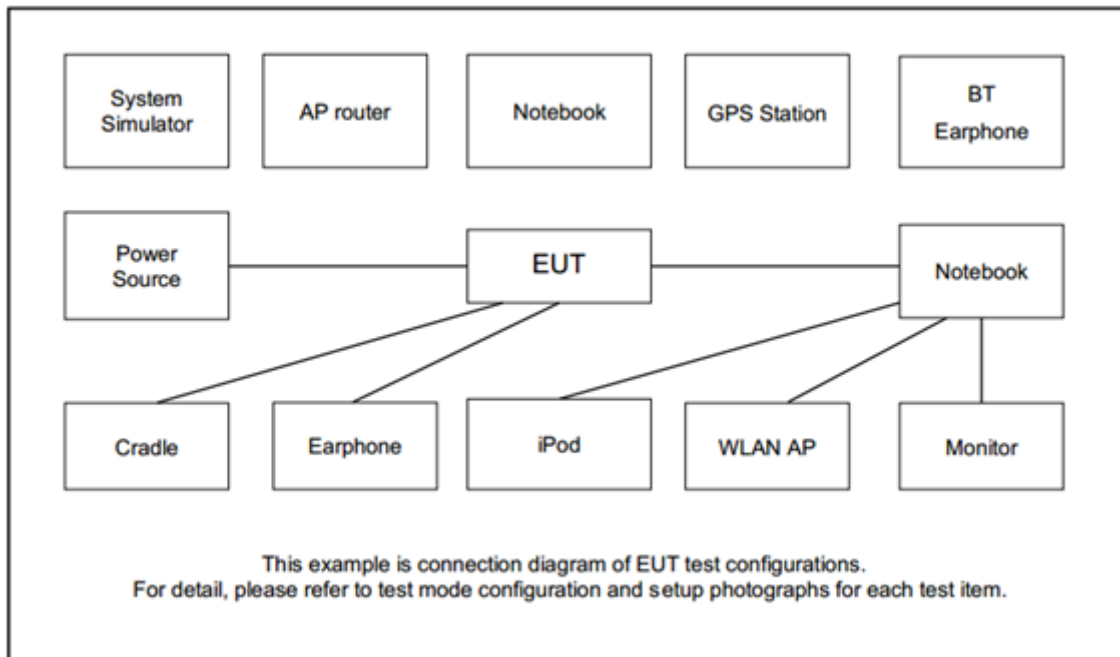 System
Simulator
AP router
Notebook
GPS Station
BT
Earphone
Power
Source
EUT
Notebook
Cradle
Earphone
iPod
WLAN AP
Monitor
This example is connection diagram of EUT test configurations.
For detail, please refer to test mode configuration and setup photographs for each test item.